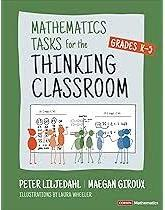 MATHEMATICS
TASKS for the
GRADES K–5
THINKING
CLASSROOM
PETER LILJEDAHL
MAEGAN GIROUX
ILLUSTRATIONS BY LAURA WHEELER
CORWIN Mathematics